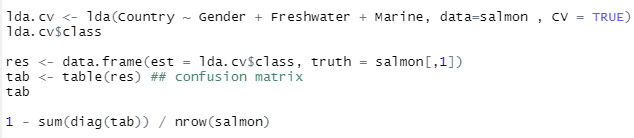 lda.cv <- lda(Country ~ Gender + Freshwater + Marine, data=salmon , CV = TRUE)
lda.cv$class
res <- data.frame(est = lda.cv$class, truth = salmon[,1])
tab <- table(res) ## confusion matrix
tab
1 - sum(diag(tab)) / nrow(salmon)